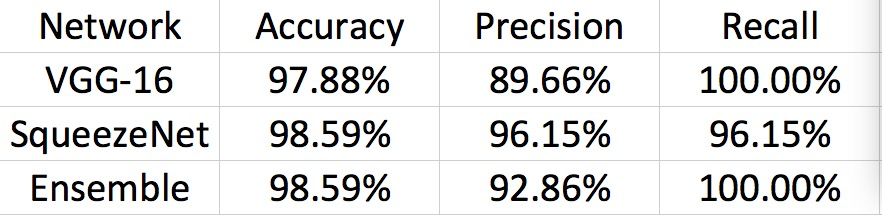 Network Accuracy Precision Recall
VGG-16 97.88% 89.66% 100.00%
SqueezeNet 98.59% 96.15% 96.15%
Ensemble 98.59% 92.86% 100.00%